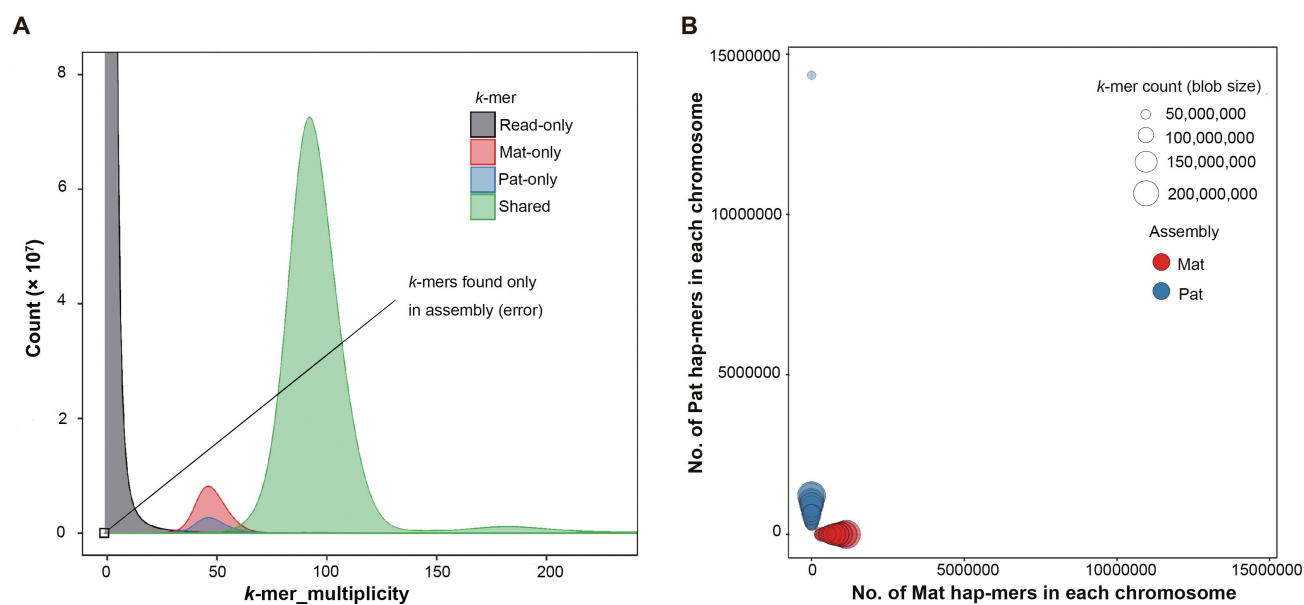 A
Count (× 10⁷)
8
6
4
2
0
0
50
100
150
200
k-mer_multiplicity
k-mer
Read-only
Mat-only
Pat-only
Shared
k-mers found only
in assembly (error)
B
No. of Pat hap-mers in each chromosome
15000000
10000000
5000000
0
0
5000000
10000000
15000000
No. of Mat hap-mers in each chromosome
k-mer count (blob size)
50,000,000
100,000,000
150,000,000
200,000,000
Assembly
Mat
Pat